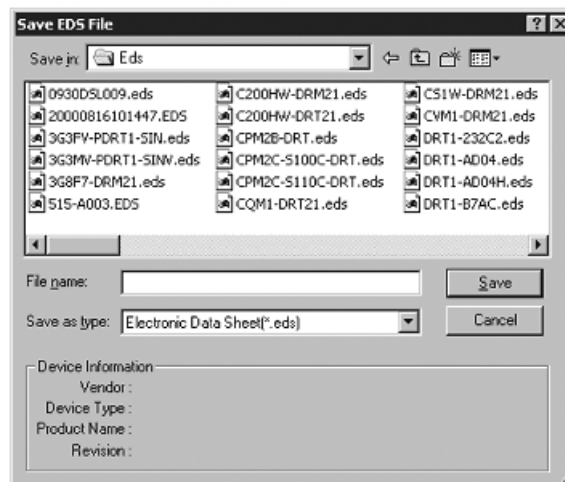 Save EDS File
Save in: Eds
0930DSL009.eds C200HW-DRM21.eds CS1W-DRM21.eds
20000816101447.EDS C200HW-DRT21.eds CVM1-DRM21.eds
3G3FV-PDRT1-SIN.eds CPM2B-DRT.eds DRT1-232C2.eds
3G3MV-PDRT1-SINV.eds CPM2C-S100C-DRT.eds DRT1-AD04.eds
3G8F7-DRM21.eds CPM2C-S110C-DRT.eds DRT1-AD04H.eds
515-A003.EDS CQM1-DRT21.eds DRT1-B7AC.eds
File name: Save
Save as type: Electronic Data Sheet(*.eds) Cancel
Device Information
Vendor :
Device Type :
Product Name :
Revision :